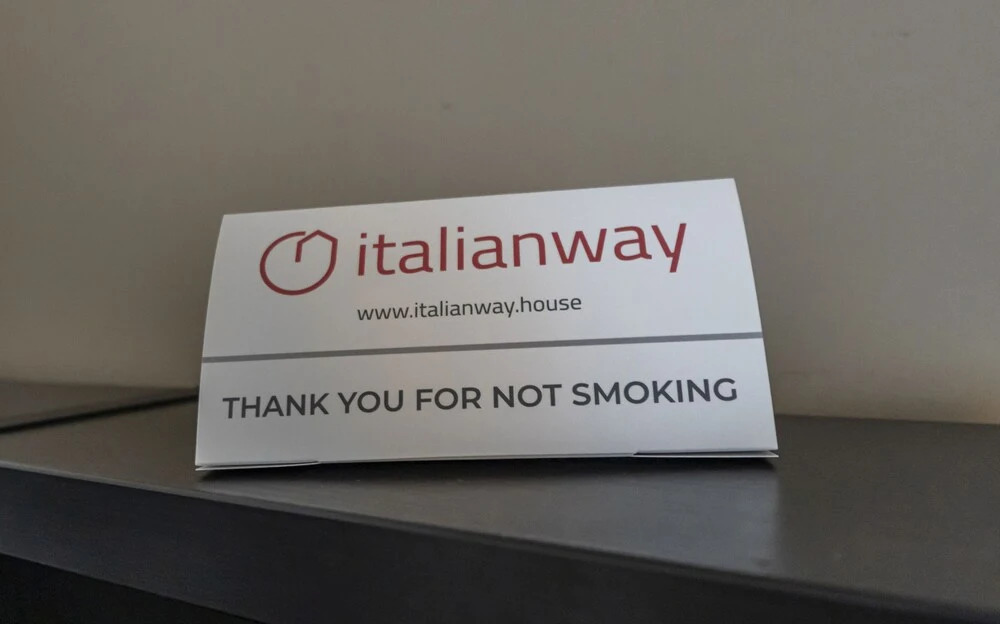 italianway
www.italianway.house
THANK YOU FOR NOT SMOKING